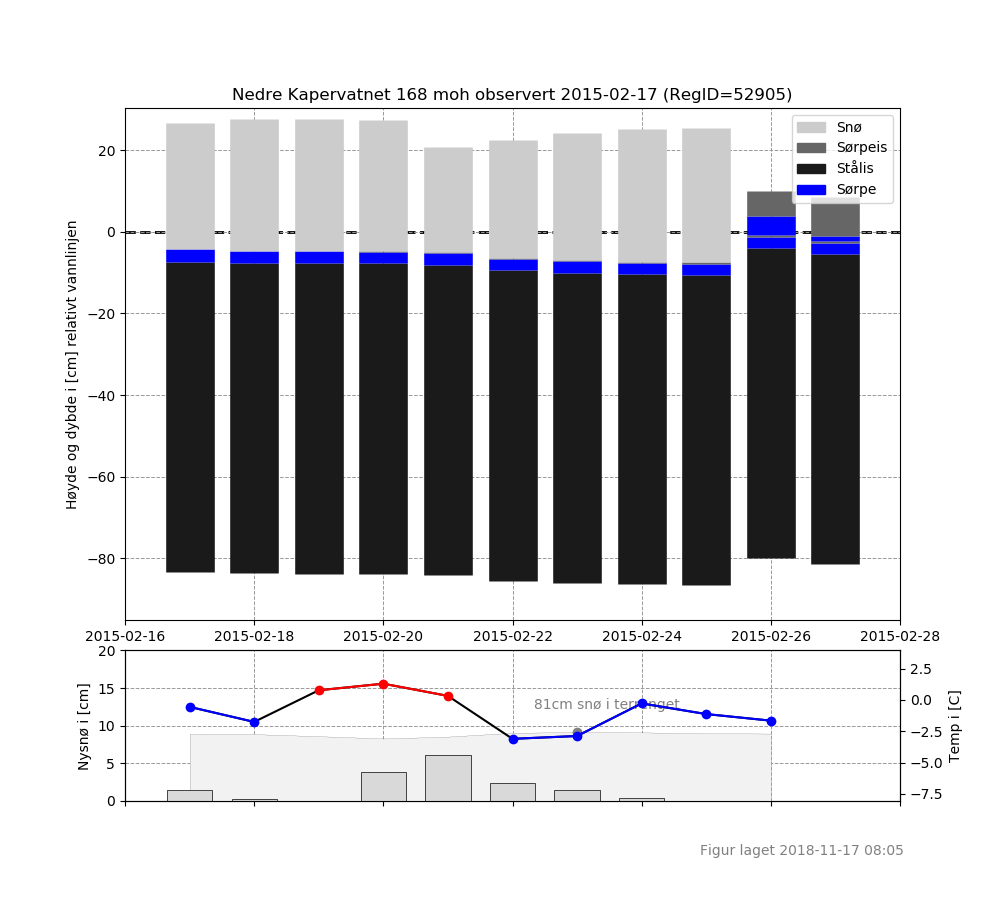 Nedre Kapervatnet 168 moh observert 2015-02-17 (RegID=52905)
Snø
Sørpeis
Stålis
Sørpe
Høyde og dybde i [cm] relativt vannlinjen
20
0
−20
−40
−60
−80
2015-02-16 2015-02-18 2015-02-20 2015-02-22 2015-02-24 2015-02-26 2015-02-28
Nysnø i [cm]
20
15
10
5
0
81cm snø i terrenget
2.5
0.0
−2.5
−5.0
−7.5
Temp i [C]
Figur laget 2018-11-17 08:05